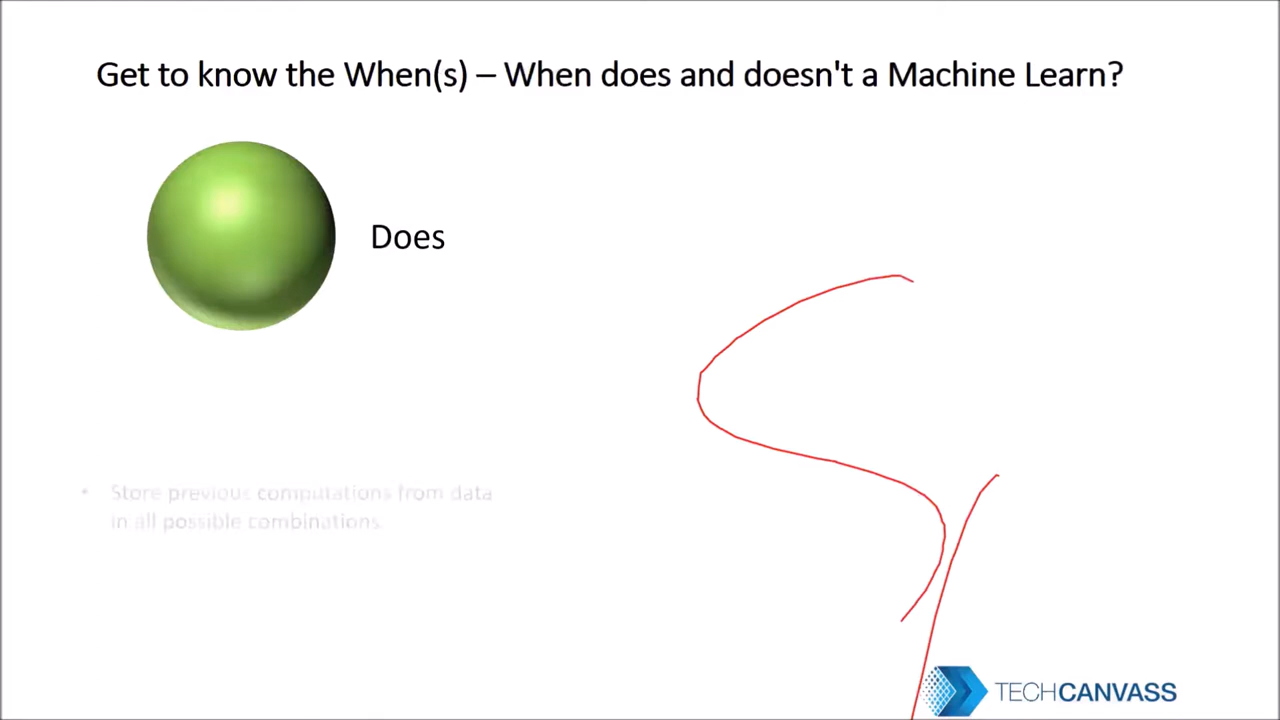 Get to know the When(s) – When does and doesn't a Machine Learn?
Does
• Store previous computations from data
in all possible combinations
TECHCANVASS